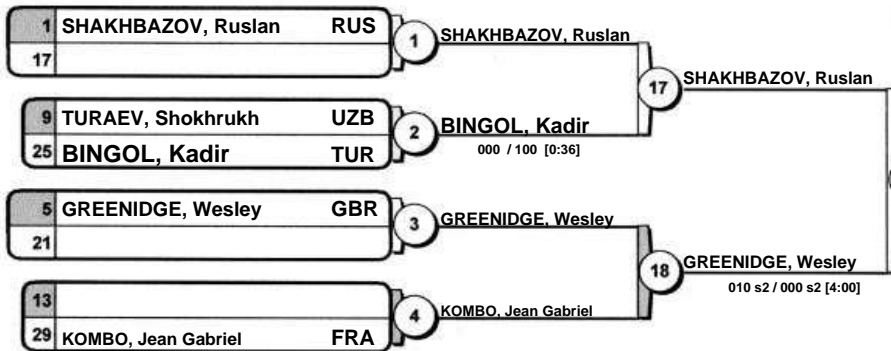 1 SHAKHBAZOV, Ruslan RUS
17
1 SHAKHBAZOV, Ruslan
17 SHAKHBAZOV, Ruslan
9 TURAEV, Shokhrukh UZB
25 BINGOL, Kadir TUR
2 BINGOL, Kadir
000 / 100 [0:36]
5 GREENIDGE, Wesley GBR
21
3 GREENIDGE, Wesley
18 GREENIDGE, Wesley
010 s2 / 000 s2 [4:00]
13
29 KOMBO, Jean Gabriel FRA
4 KOMBO, Jean Gabriel